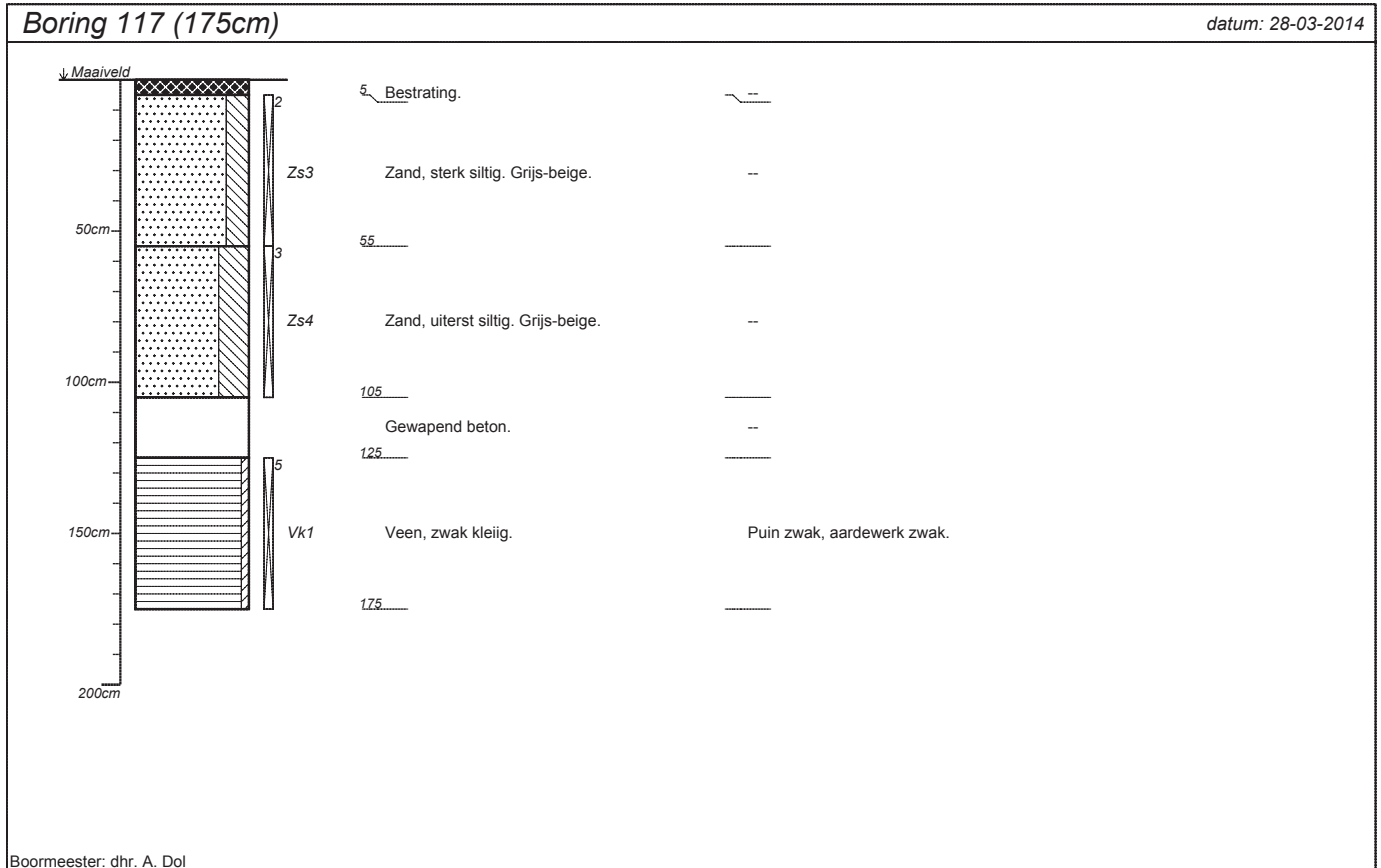 Boring 117 (175cm)
datum: 28-03-2014
Maaiveld
5 Bestrating. --
2
Zs3 Zand, sterk siltig. Grijs-beige. --
50cm
55
3
Zs4 Zand, uiterst siltig. Grijs-beige. --
100cm
105
Gewapend beton. --
125
5
150cm Vk1 Veen, zwak kleiig. Puin zwak, aardewerk zwak.
175
200cm
Boormeester: dhr. A. Dol